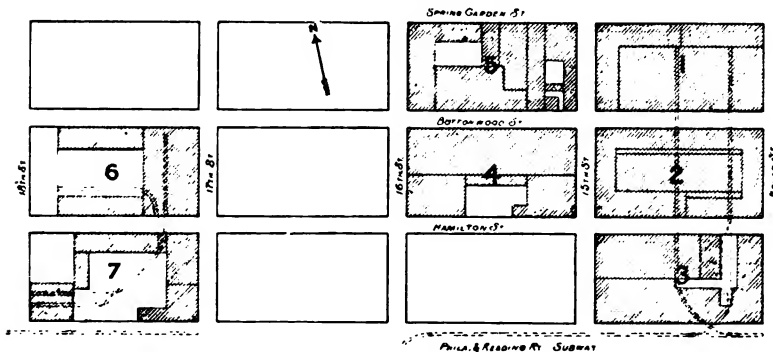 SPRING GARDEN ST
N
5
1
BUTTONWOOD ST
18TH ST.
6
17TH ST
16TH ST.
4
15TH ST.
2
HAMILTON ST
7
3
PHILA. & READING RY SUBWAY